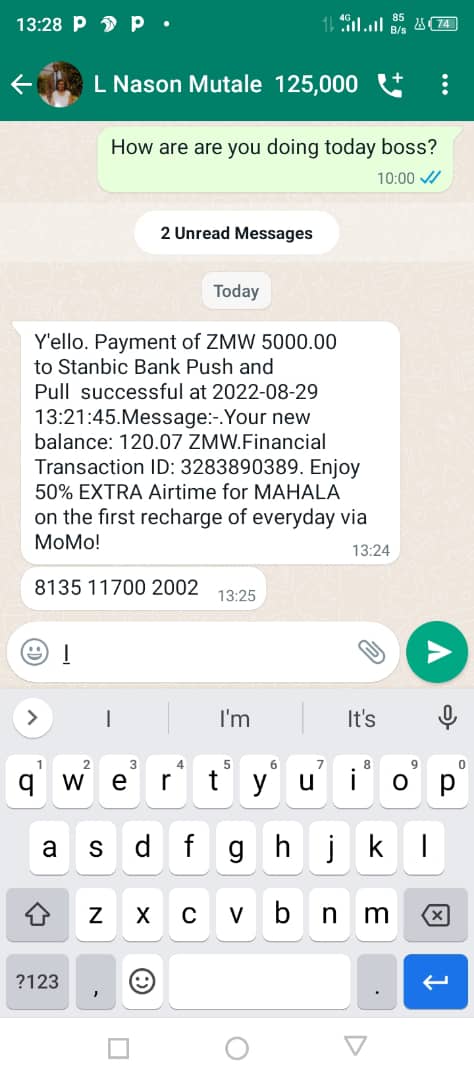 13:28 P P •
4G 85 B/s 74
L Nason Mutale 125,000
How are are you doing today boss?
10:00
2 Unread Messages
Today
Y'ello. Payment of ZMW 5000.00
to Stanbic Bank Push and
Pull successful at 2022-08-29
13:21:45.Message:-.Your new
balance: 120.07 ZMW.Financial
Transaction ID: 3283890389. Enjoy
50% EXTRA Airtime for MAHALA
on the first recharge of everyday via
MoMo!
13:24
8135 11700 2002
13:25
I
I I'm It's
1 2 3 4 5 6 7 8 9 0
q w e r t y u i o p
a s d f g h j k l
z x c v b n m
?123 , .